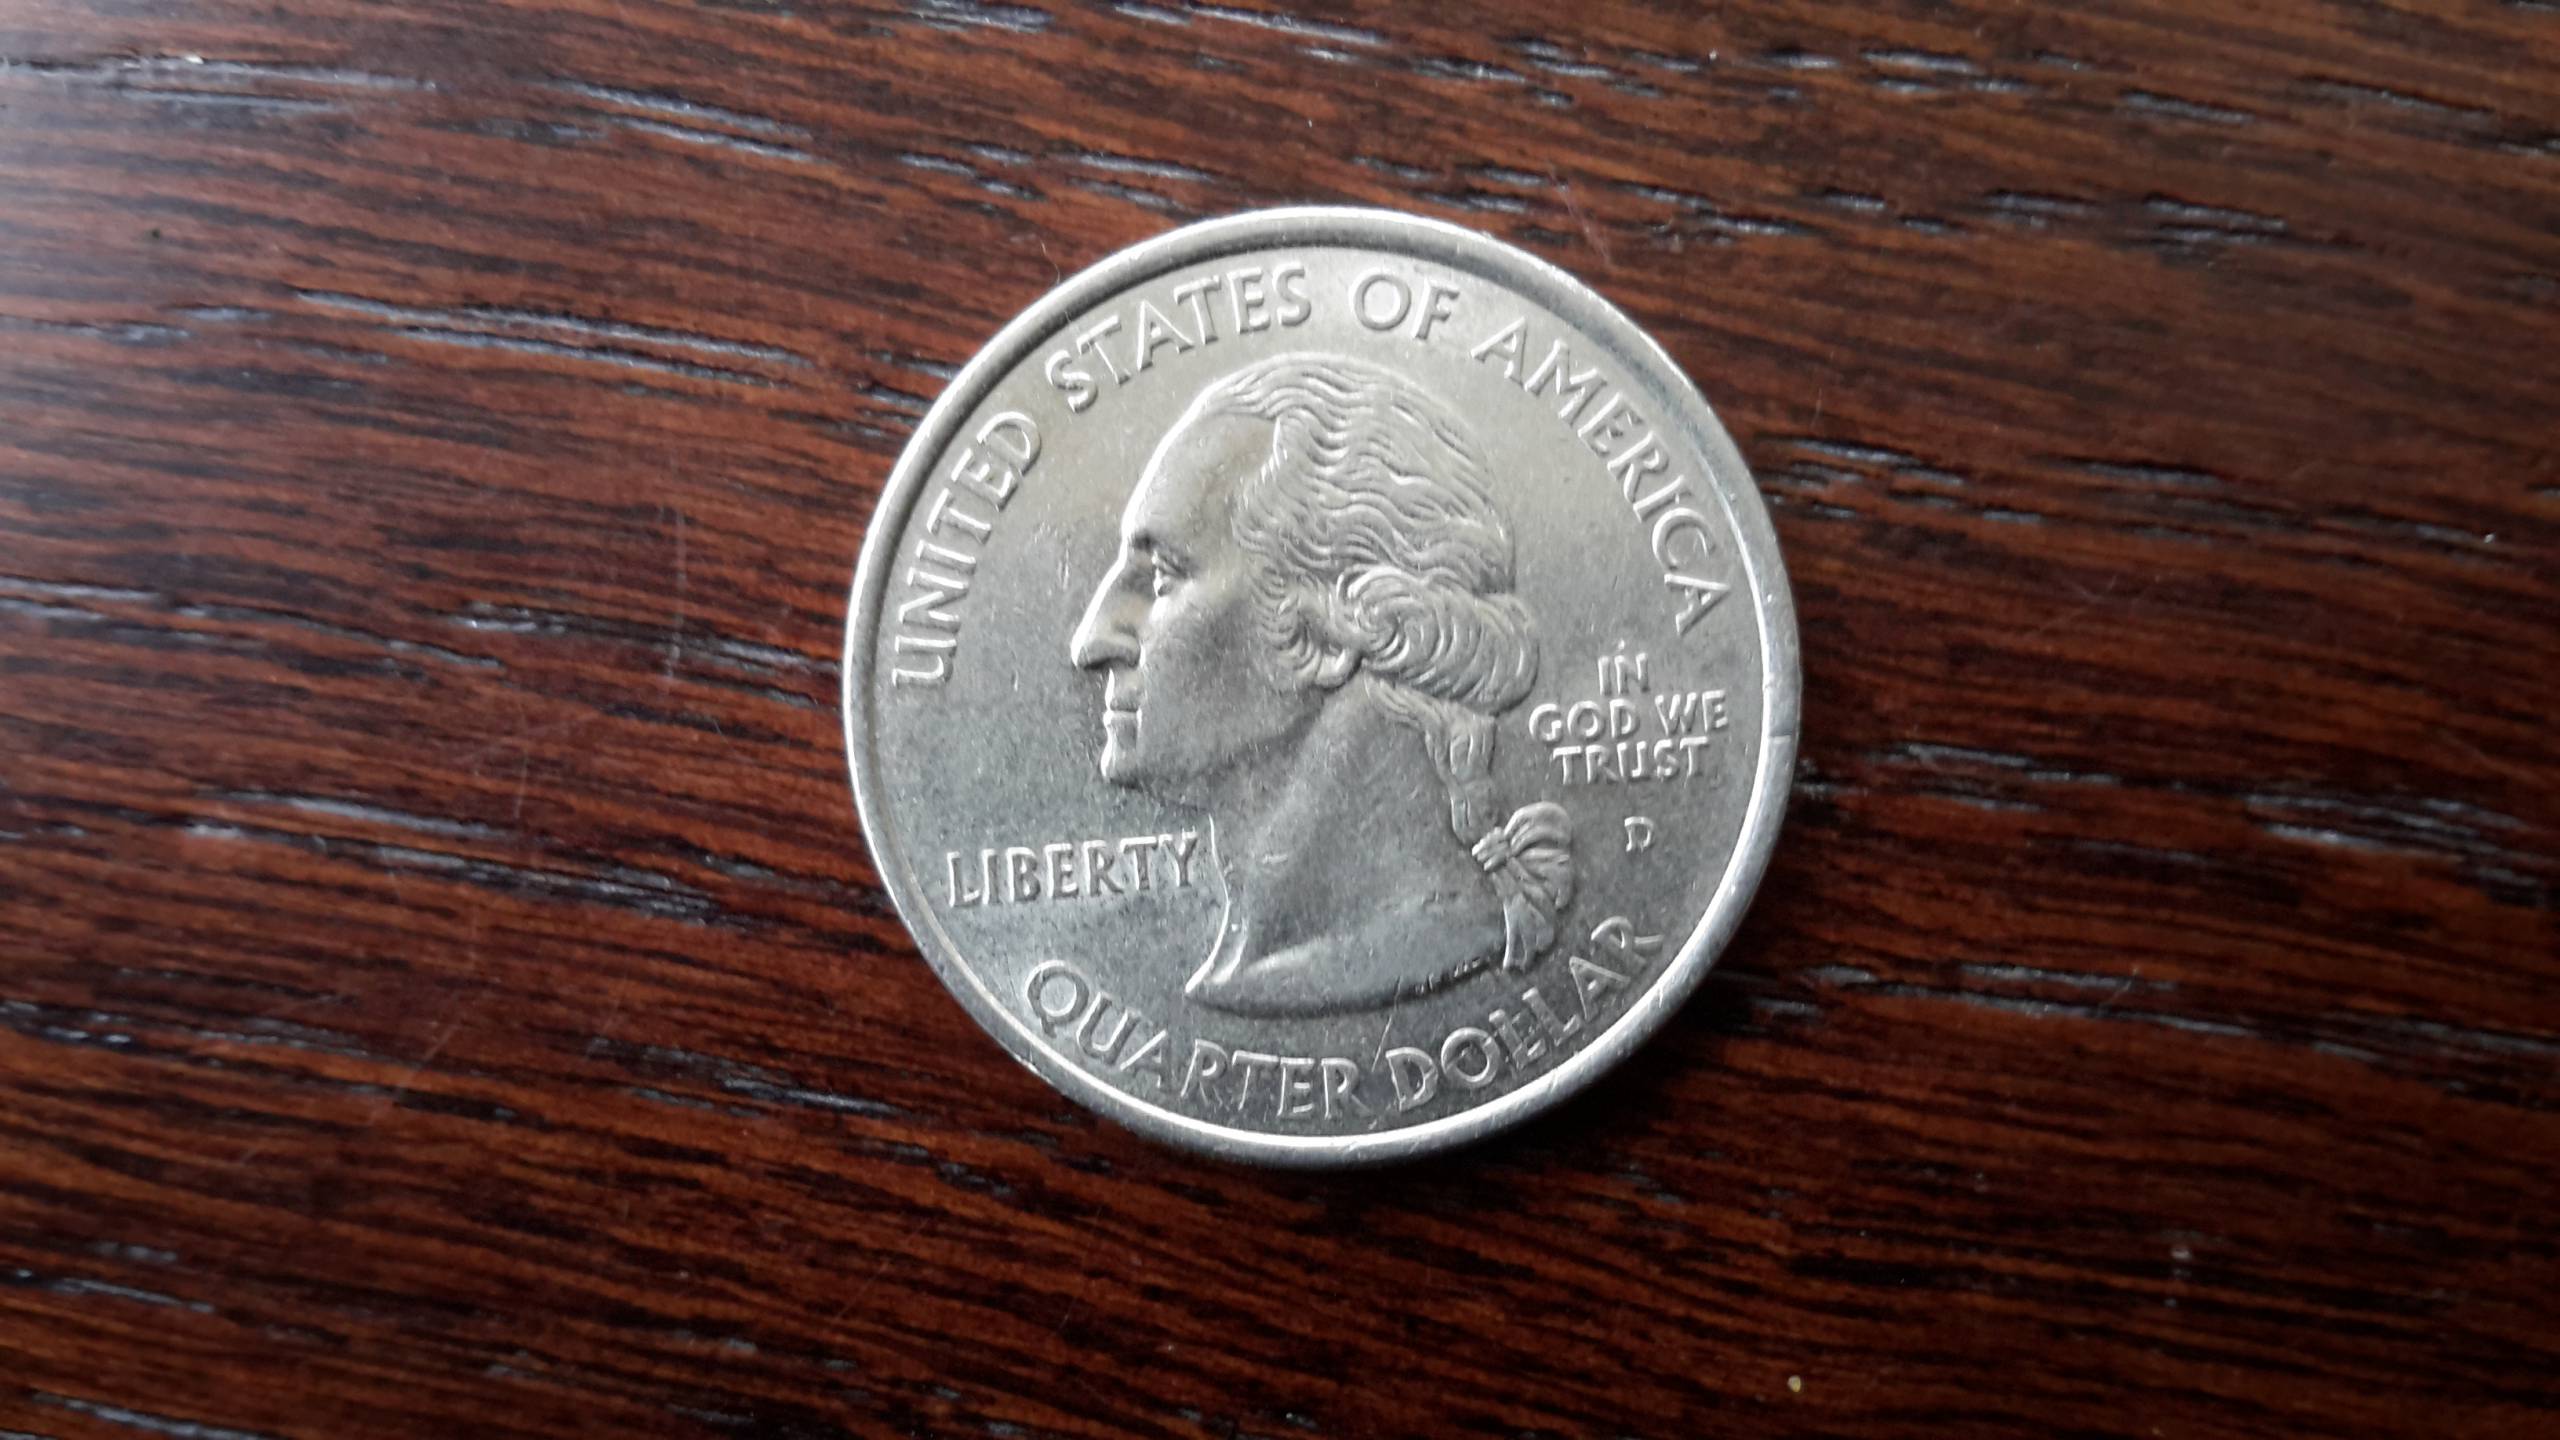 UNITED STATES OF AMERICA
IN
GOD WE
TRUST
D
LIBERTY
QUARTER DOLLAR